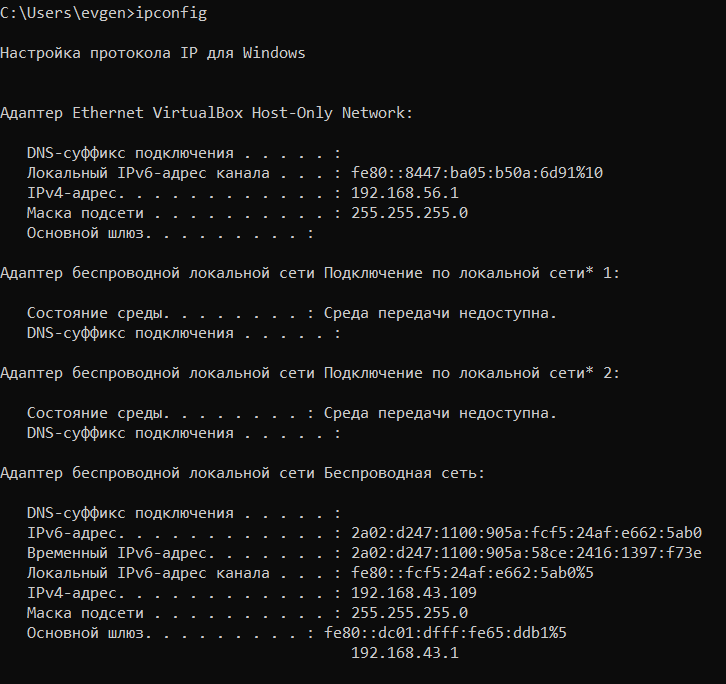 C:\Users\evgen>ipconfig
Настройка протокола IP для Windows
Адаптер Ethernet VirtualBox Host-Only Network:
DNS-суффикс подключения . . . . . :
Локальный IPv6-адрес канала . . . : fe80::8447:ba05:b50a:6d91%10
IPv4-адрес. . . . . . . . . . . . : 192.168.56.1
Маска подсети . . . . . . . . . . : 255.255.255.0
Основной шлюз. . . . . . . . . :
Адаптер беспроводной локальной сети Подключение по локальной сети* 1:
Состояние среды. . . . . . . . : Среда передачи недоступна.
DNS-суффикс подключения . . . . . :
Адаптер беспроводной локальной сети Подключение по локальной сети* 2:
Состояние среды. . . . . . . . : Среда передачи недоступна.
DNS-суффикс подключения . . . . . :
Адаптер беспроводной локальной сети Беспроводная сеть:
DNS-суффикс подключения . . . . . :
IPv6-адрес. . . . . . . . . . . . : 2a02:d247:1100:905a:fcf5:24af:e662:5ab0
Временный IPv6-адрес. . . . . . . : 2a02:d247:1100:905a:58ce:2416:1397:f73e
Локальный IPv6-адрес канала . . . : fe80::fcf5:24af:e662:5ab0%5
IPv4-адрес. . . . . . . . . . . . : 192.168.43.109
Маска подсети . . . . . . . . . . : 255.255.255.0
Основной шлюз. . . . . . . . . : fe80::dc01:dfff:fe65:ddb1%5
192.168.43.1